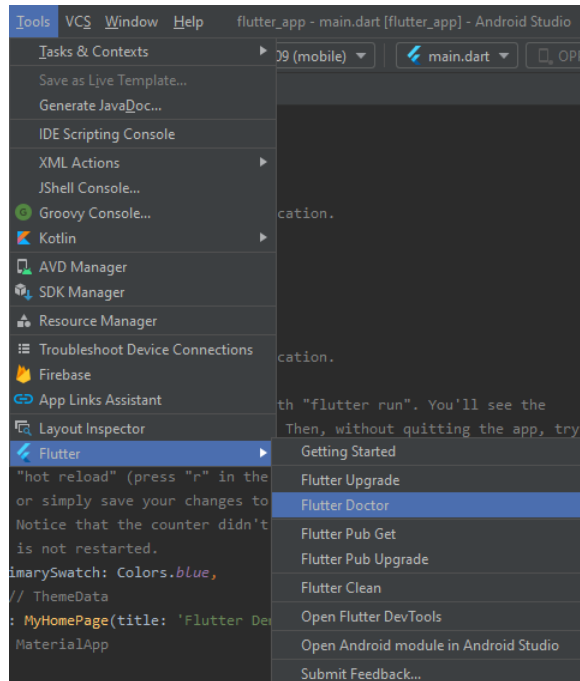 Tools VCS Window Help flutter_app - main.dart [flutter_app] - Android Studio
Tasks & Contexts
09 (mobile) main.dart
Save as Live Template...
Generate JavaDoc...
IDE Scripting Console
XML Actions
JShell Console...
Groovy Console...
cation.
Kotlin
AVD Manager
SDK Manager
Resource Manager
Troubleshoot Device Connections
cation.
Firebase
App Links Assistant
th "flutter run". You'll see the
Layout Inspector
Then, without quitting the app, try
Flutter
Getting Started
Flutter Upgrade
Flutter Doctor
Flutter Pub Get
Flutter Pub Upgrade
Flutter Clean
Open Flutter DevTools
Open Android module in Android Studio
Submit Feedback...
"hot reload" (press "r" in the
or simply save your changes to
Notice that the counter didn't
is not restarted.
imarySwatch: Colors.blue,
// ThemeData
: MyHomePage(title: 'Flutter De
MaterialApp